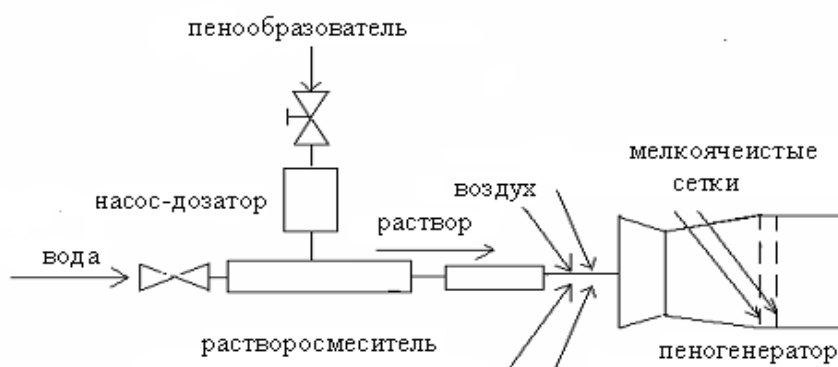 пенообразователь
мелкоячеистые
сетки
насос-дозатор
воздух
раствор
вода
растворосмеситель
пеногенератор